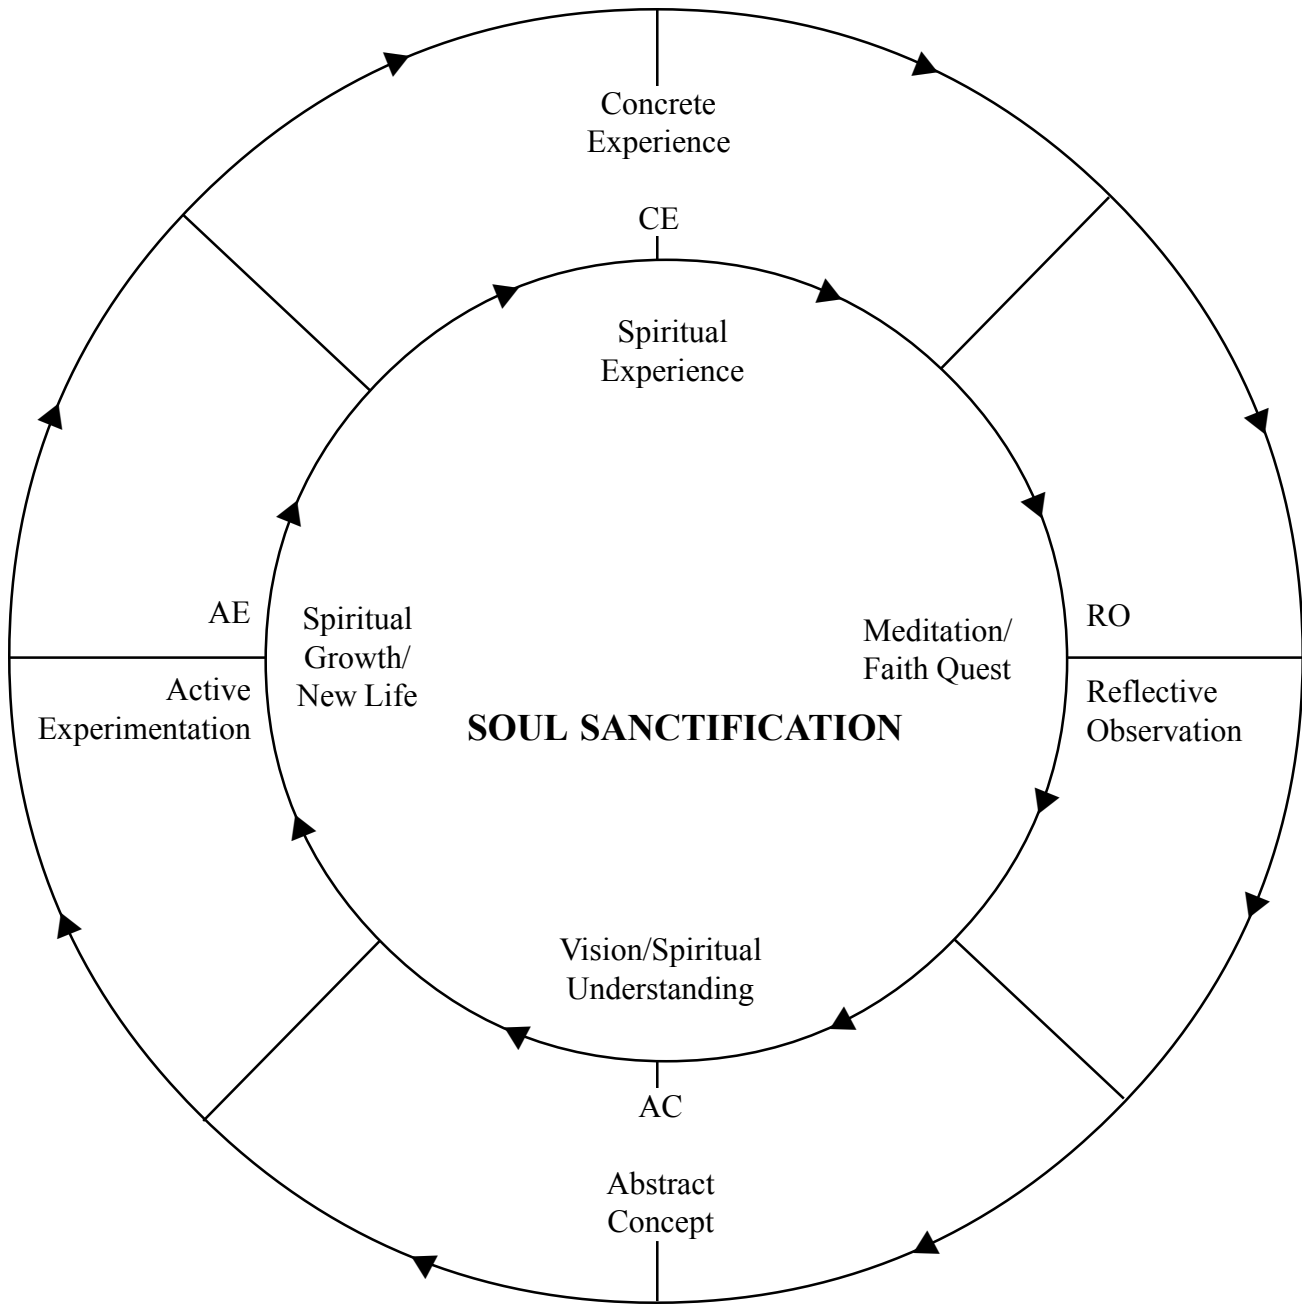 Concrete
Experience
CE
Spiritual
Experience
AE
Spiritual
Growth/
New Life
Meditation/
Faith Quest
RO
Active
Experimentation
SOUL SANCTIFICATION
Reflective
Observation
Vision/Spiritual
Understanding
AC
Abstract
Concept